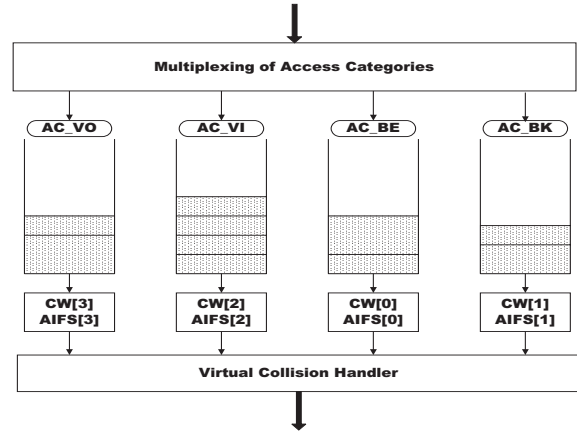 Multiplexing of Access Categories
AC_VO AC_VI AC_BE AC_BK
CW[3] CW[2] CW[0] CW[1]
AIFS[3] AIFS[2] AIFS[0] AIFS[1]
Virtual Collision Handler